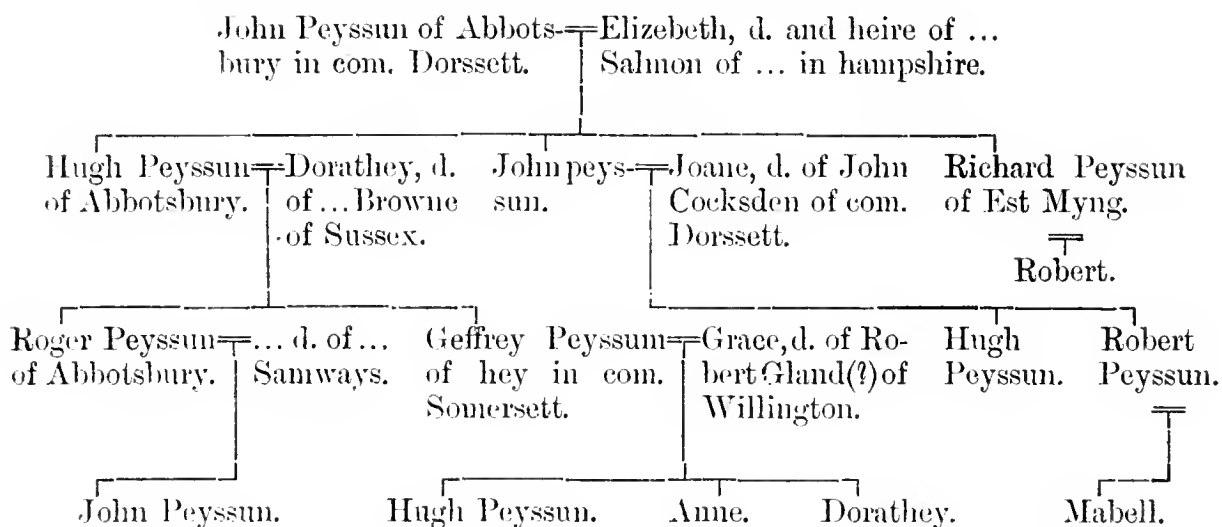 John Peyssun of Abbots- Elizebeth, d. and heire of ...
bury in com. Dorssett. Salmon of ... in hampshire.
Hugh Peyssun Dorathey, d. John peys- Joane, d. of John Richard Peyssun
of Abbotsbury. of ... Browne sun. Cocksden of com. of Est Myng.
of Sussex. Dorssett.
Robert.
Roger Peyssun ... d. of ... Geffrey Peyssum Grace, d. of Ro- Hugh Robert
of Abbotsbury. Samways. of hey in com. bert Gland(?) of Peyssun. Peyssun.
Somersett. Willington.
John Peyssun. Hugh Peyssun. Anne. Dorathey. Mabell.